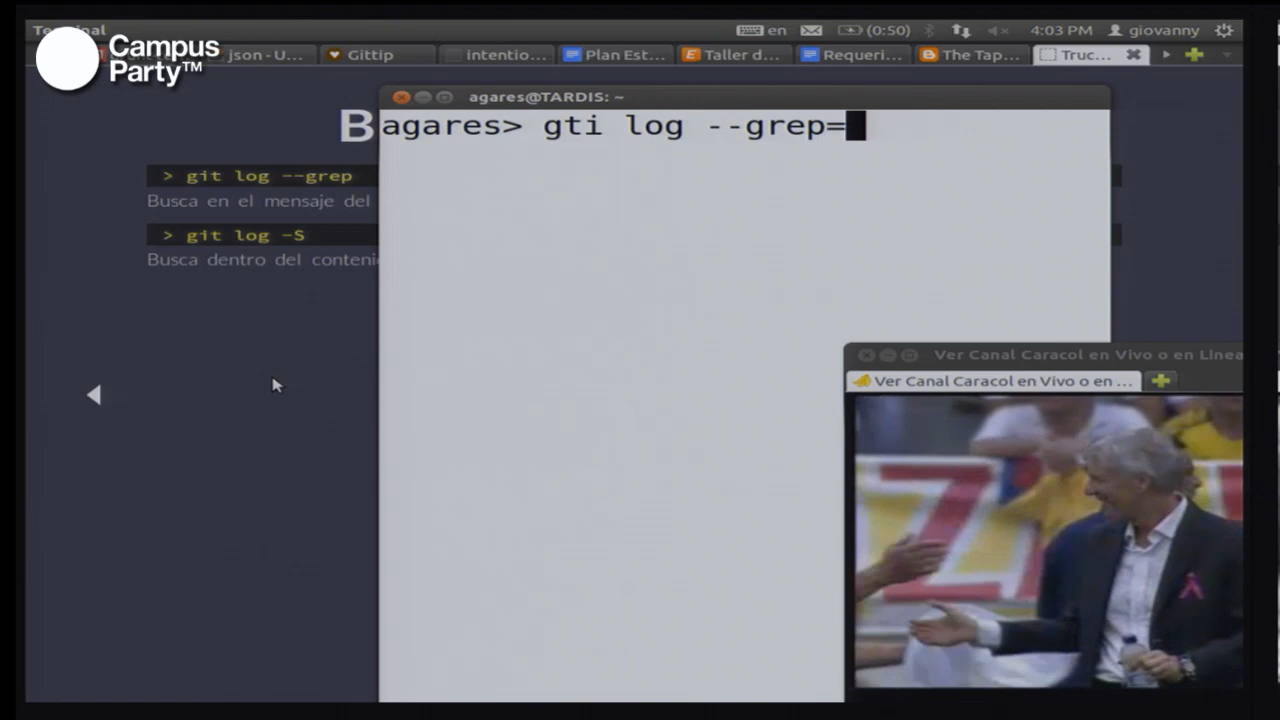 Campus
Party™
Te
nal
en
(0:50)
4:03 PM
giovanny
json - U...
Gittip
intentio...
Plan Est...
Taller d...
Requeri...
The Tap...
Truc...
agares@TARDIS: ~
B
agares> gti log --grep=
> git log --grep
Busca en el mensaje del
> git log -S
Busca dentro del conteni
Ver Canal Caracol en Vivo o en Linea
Ver Canal Caracol en Vivo o en ...